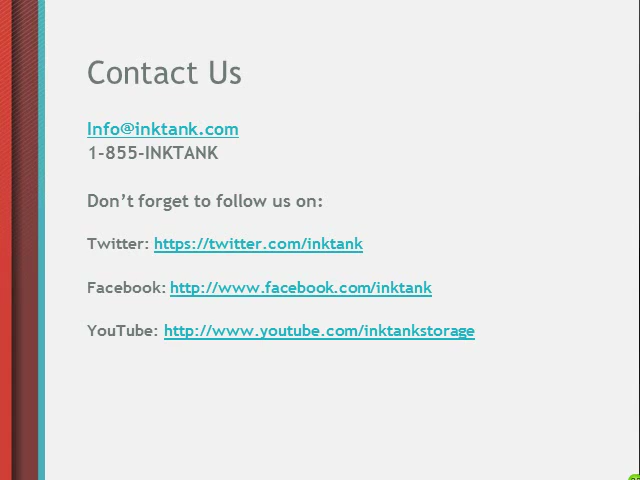 Contact Us
Info@inktank.com
1-855-INKTANK
Don’t forget to follow us on:
Twitter: https://twitter.com/inktank
Facebook: http://www.facebook.com/inktank
YouTube: http://www.youtube.com/inktankstorage